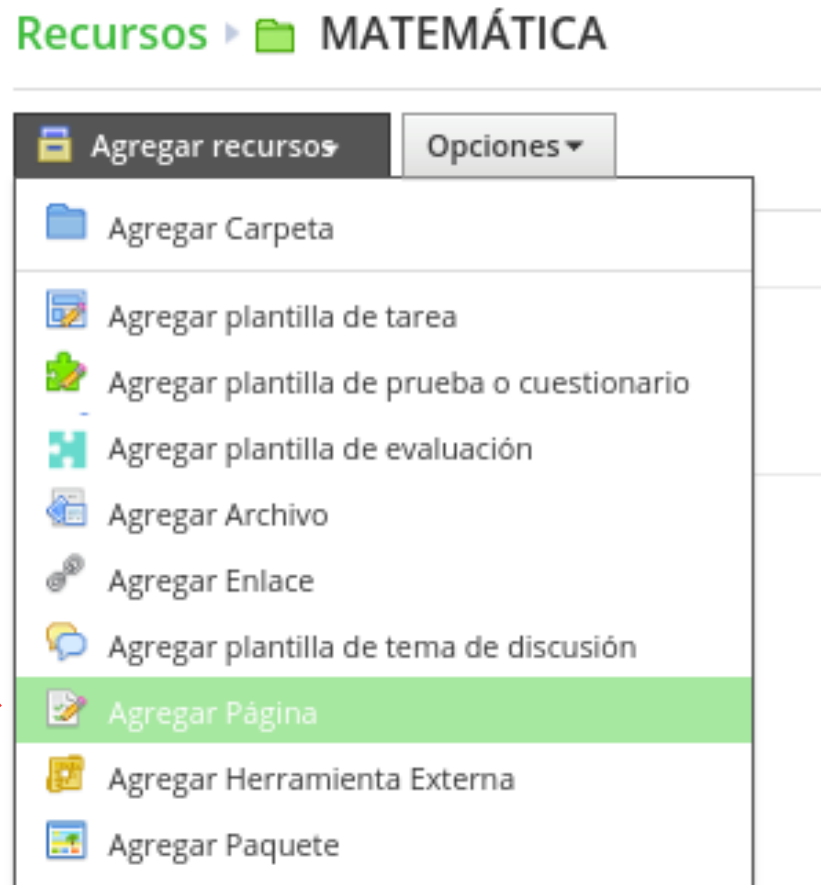 Recursos MATEMÁTICA
Agregar recursos Opciones
Agregar Carpeta
Agregar plantilla de tarea
Agregar plantilla de prueba o cuestionario
Agregar plantilla de evaluación
Agregar Archivo
Agregar Enlace
Agregar plantilla de tema de discusión
Agregar Página
Agregar Herramienta Externa
Agregar Paquete